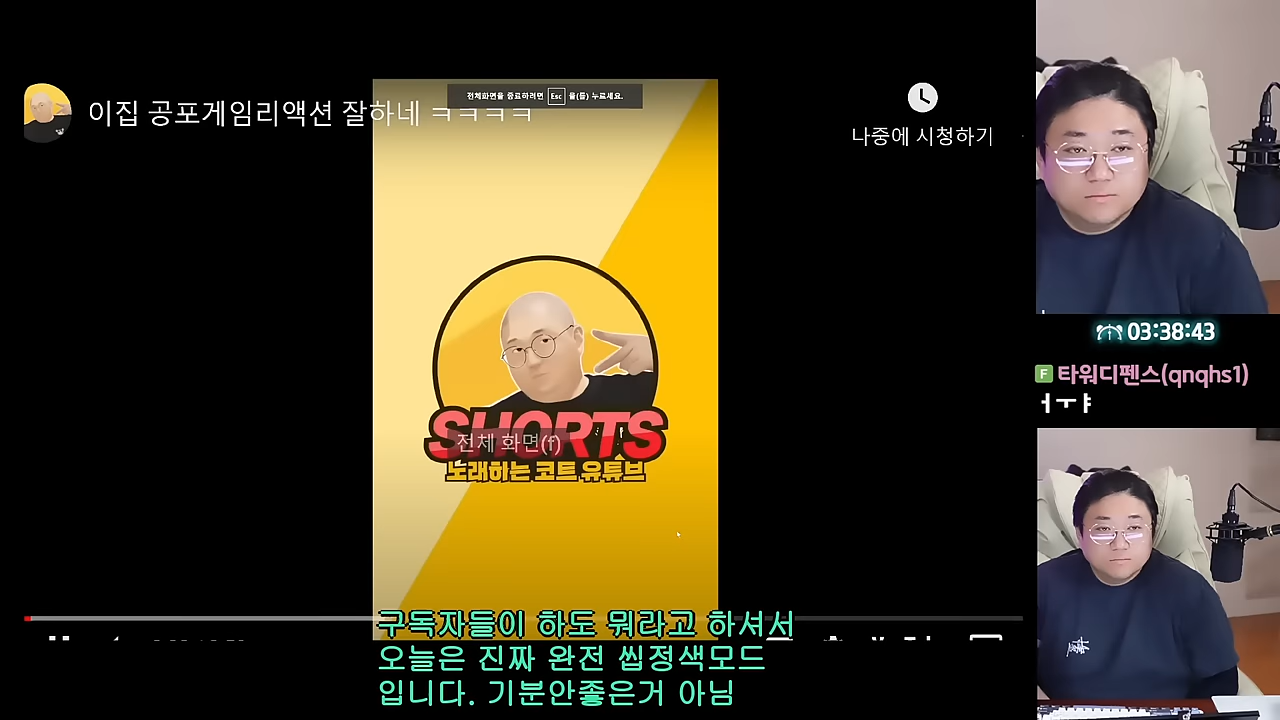 전체화면을 종료하려면 Esc 을(를) 누르세요.
이집 공포게임리액션 잘하네 ㅋㅋㅋㅋ
나중에 시청하기
SHORTS
전체 화면(f)
노래하는 코트 유튜브
구독자들이 하도 뭐라고 하셔서
오늘은 진짜 완전 씹정색모드
입니다. 기분안좋은거 아님
03:38:43
F 타워디펜스(qnqhs1)
ㅓㅜㅑ